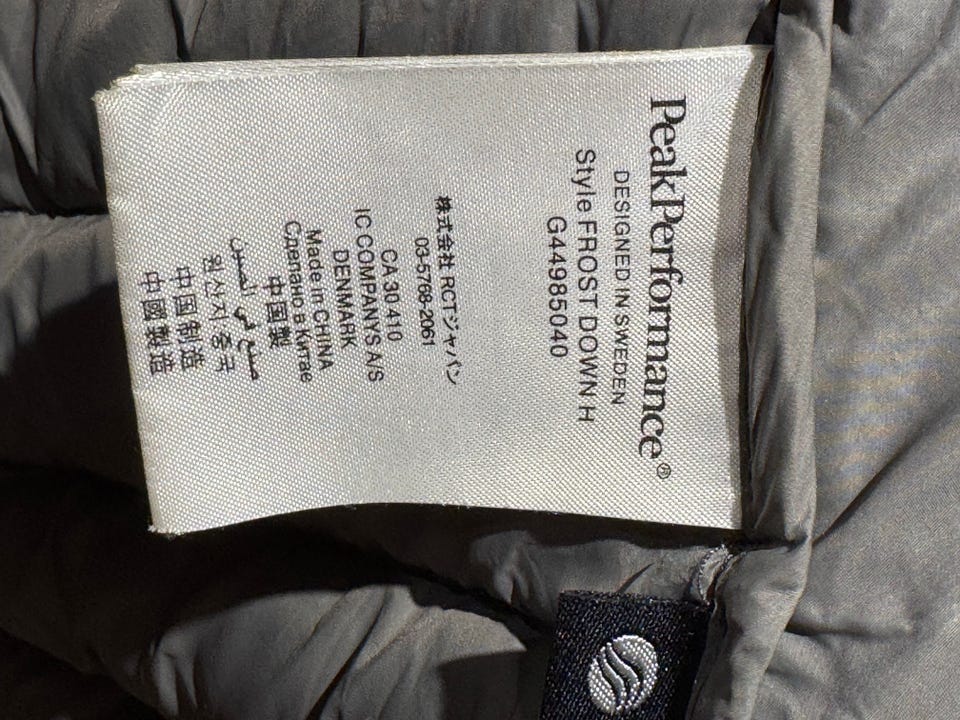 PeakPerformance®
DESIGNED IN SWEDEN
Style FROST DOWN H
G44985040
株式会社 RCTジャパン
03-5768-2061
CA 30 410
IC COMPANYS A/S
DENMARK
Made in CHINA
Сделано в Китае
中国製
صنع في الصين
원산지 중국
中国制造
中國製造